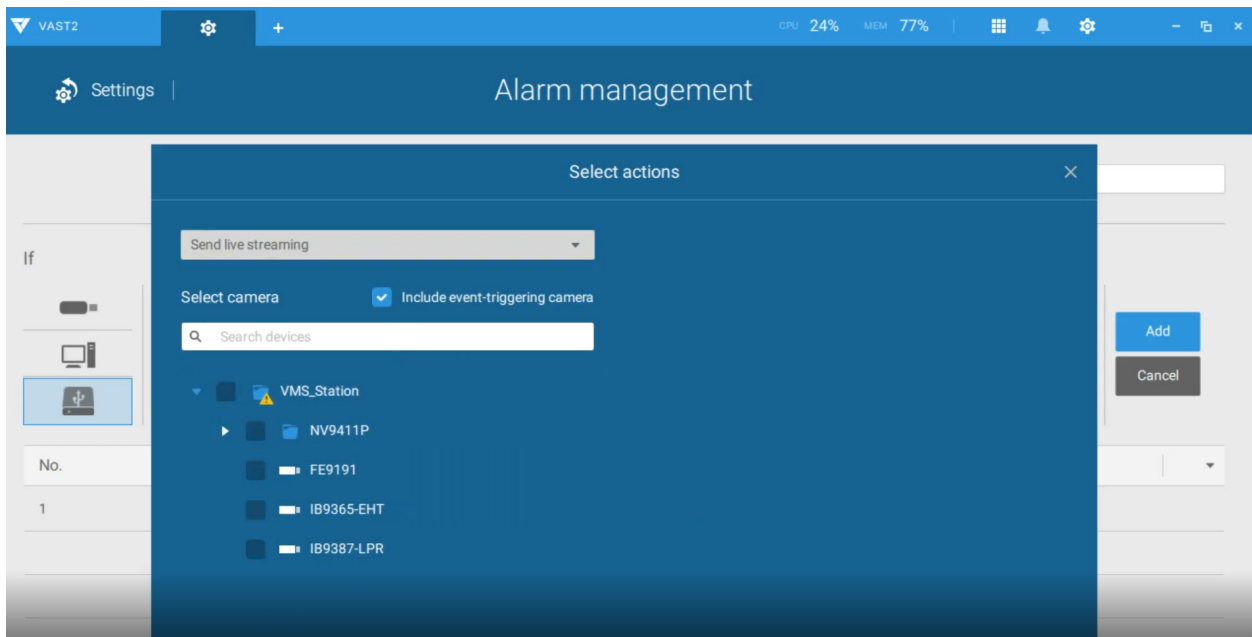 VAST2 + CPU 24% MEM 77%
Settings Alarm management
Select actions
Send live streaming
If
Select camera Include event-triggering camera
Search devices
Add
Cancel
VMS_Station
NV9411P
No.
FE9191
1 IB9365-EHT
IB9387-LPR